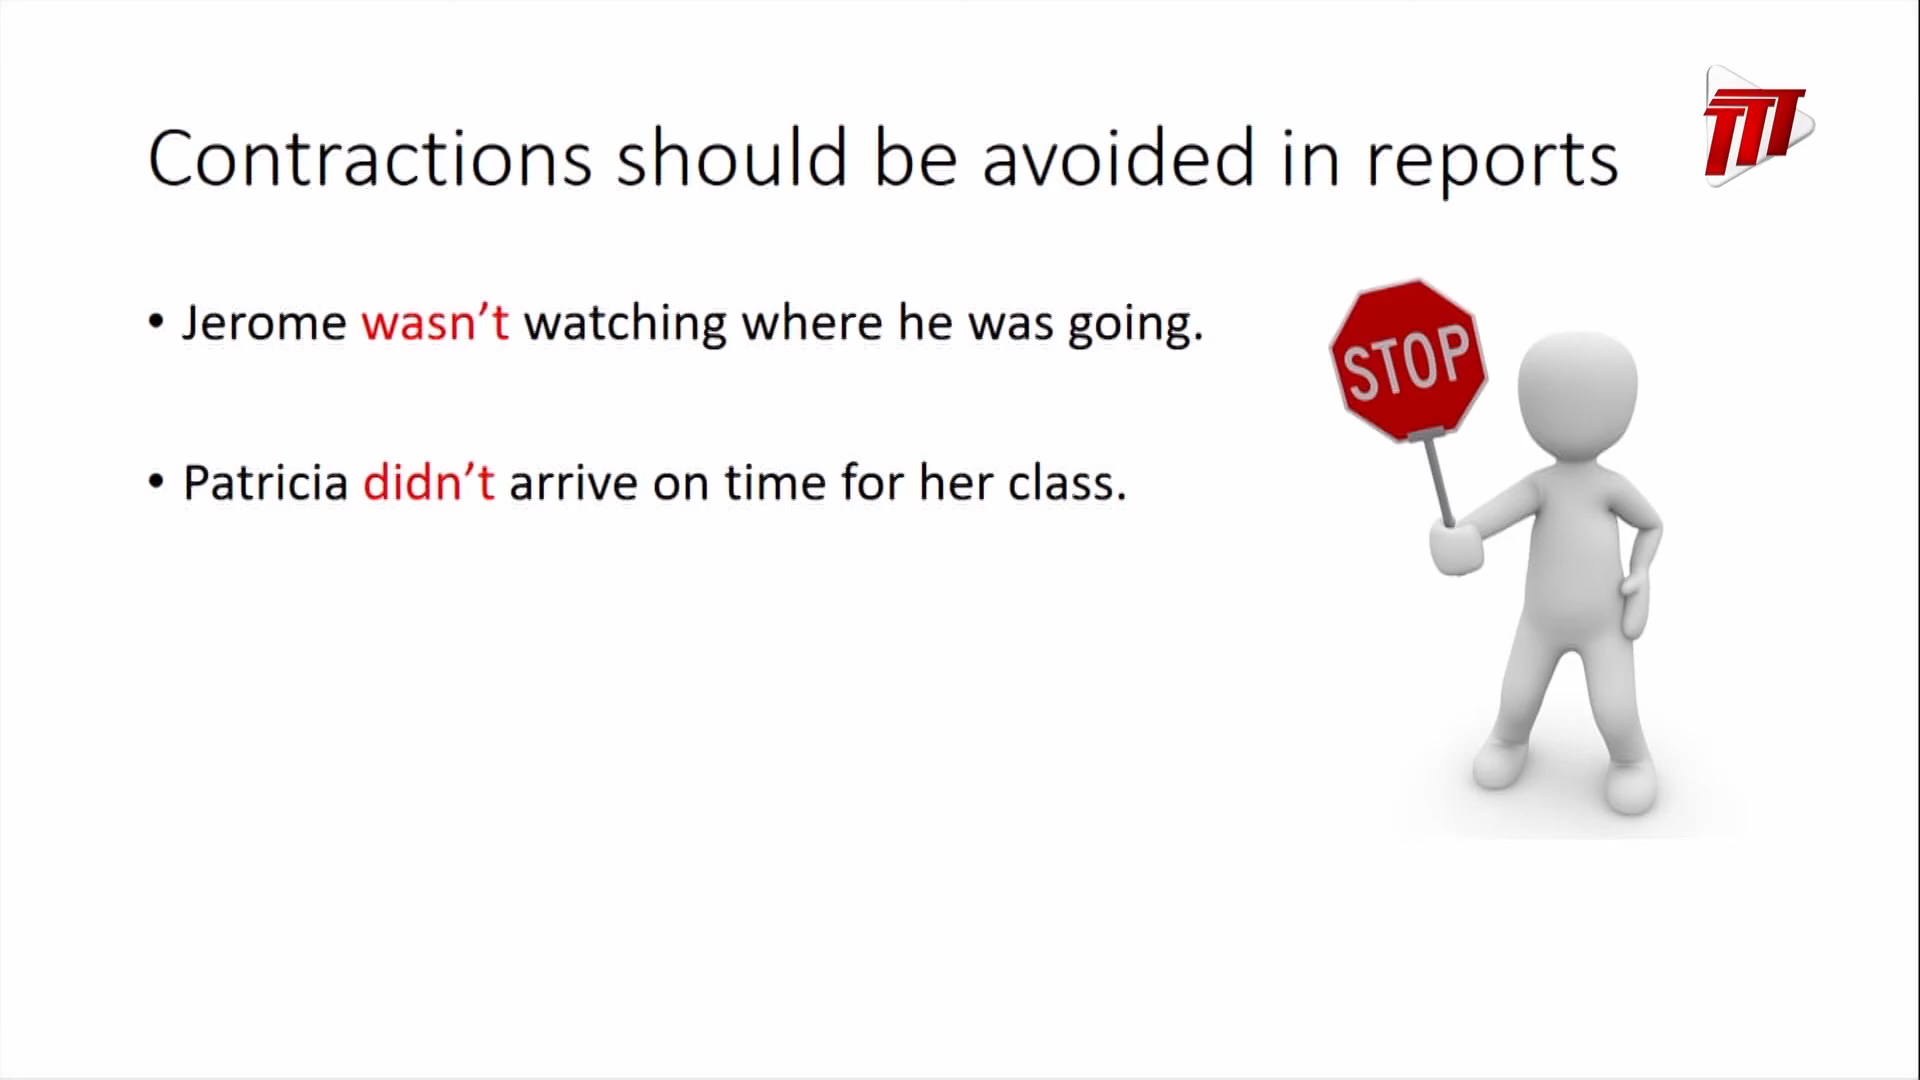 Contractions should be avoided in reports
TTT
• Jerome wasn’t watching where he was going.
STOP
• Patricia didn’t arrive on time for her class.